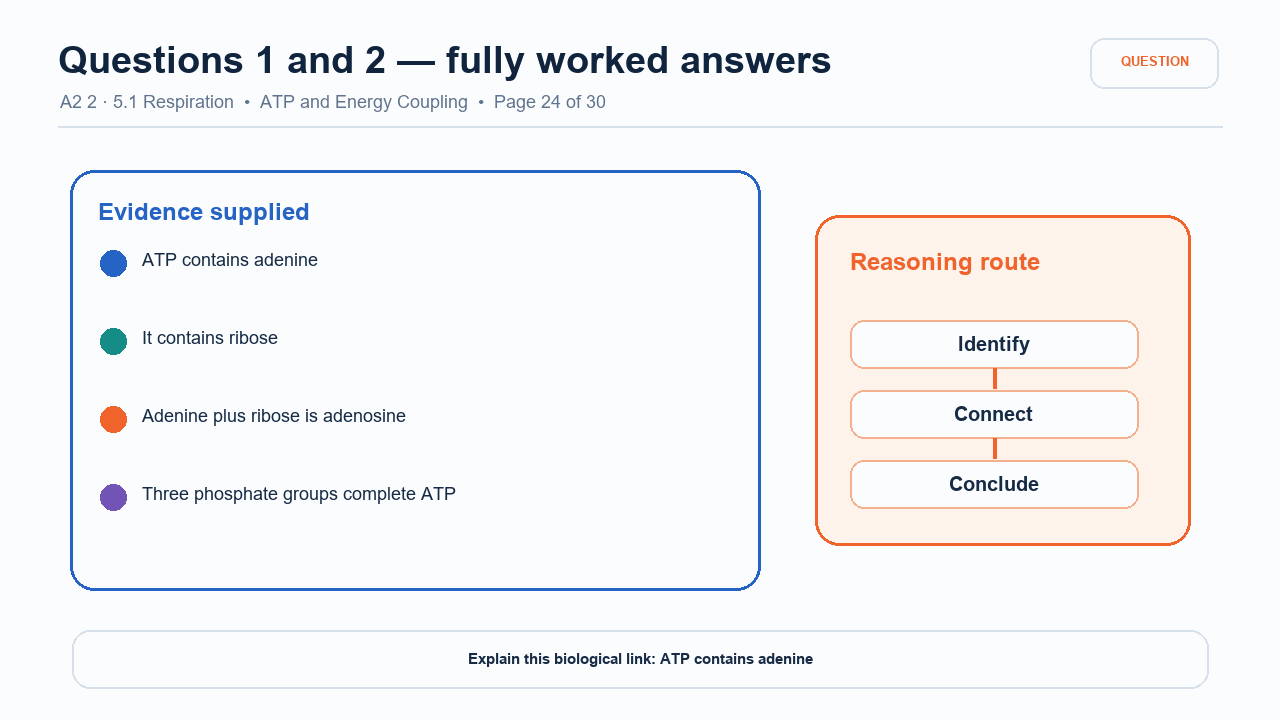 Questions 1 and 2 — fully worked answers
QUESTION
A2 2 · 5.1 Respiration • ATP and Energy Coupling • Page 24 of 30
Evidence supplied
ATP contains adenine
It contains ribose
Adenine plus ribose is adenosine
Three phosphate groups complete ATP
Reasoning route
Identify
Connect
Conclude
Explain this biological link: ATP contains adenine